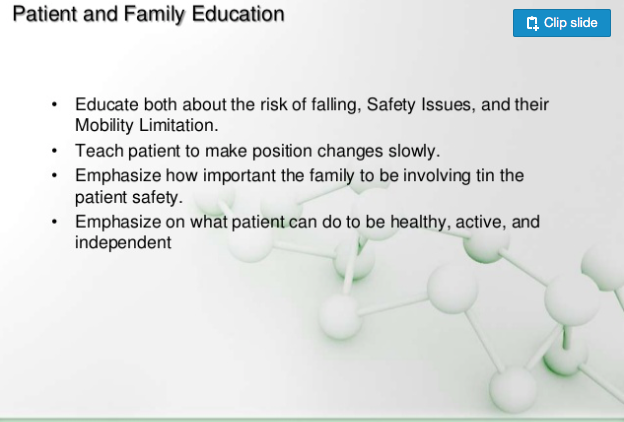 Patient and Family Education
Clip slide
• Educate both about the risk of falling, Safety Issues, and their
Mobility Limitation.
• Teach patient to make position changes slowly.
• Emphasize how important the family to be involving tin the
patient safety.
• Emphasize on what patient can do to be healthy, active, and
independent